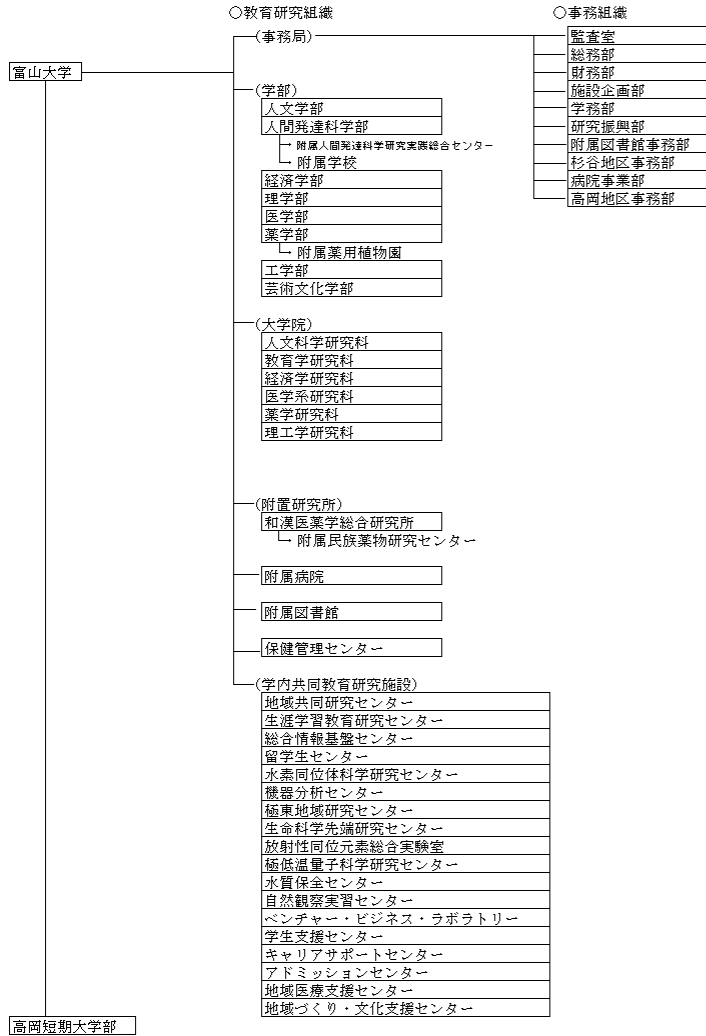 ○教育研究組織
○事務組織
富山大学
(事務局)
監査室
総務部
財務部
施設企画部
学務部
研究振興部
附属図書館事務部
杉谷地区事務部
病院事業部
高岡地区事務部
(学部)
人文学部
人間発達科学部
附属人間発達科学研究実践総合センター
附属学校
経済学部
理学部
医学部
薬学部
附属薬用植物園
工学部
芸術文化学部
(大学院)
人文科学研究科
教育学研究科
経済学研究科
医学系研究科
薬学研究科
理工学研究科
(附置研究所)
和漢医薬学総合研究所
附属民族薬物研究センター
附属病院
附属図書館
保健管理センター
(学内共同教育研究施設)
地域共同研究センター
生涯学習教育研究センター
総合情報基盤センター
留学生センター
水素同位体科学研究センター
機器分析センター
極東地域研究センター
生命科学先端研究センター
放射性同位元素総合実験室
極低温量子科学研究センター
水質保全センター
自然観察実習センター
ベンチャー・ビジネス・ラボラトリー
学生支援センター
キャリアサポートセンター
アドミッションセンター
地域医療支援センター
地域づくり・文化支援センター
高岡短期大学部